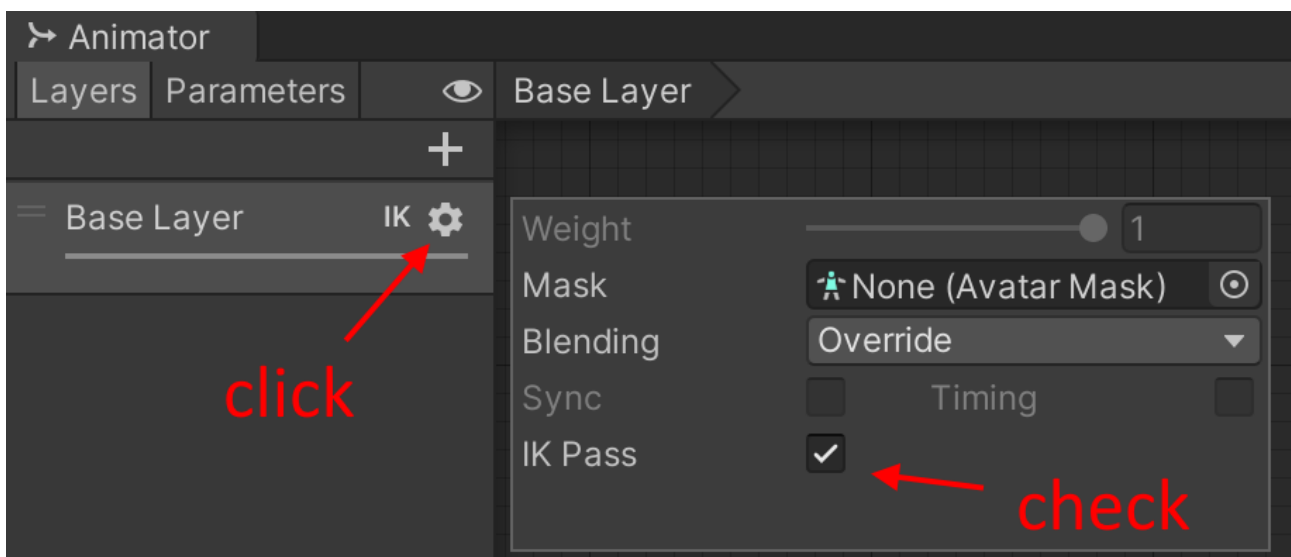 Animator
Layers Parameters
Base Layer
Base Layer IK
Weight 1
Mask None (Avatar Mask)
Blending Override
Sync Timing
IK Pass
click
check